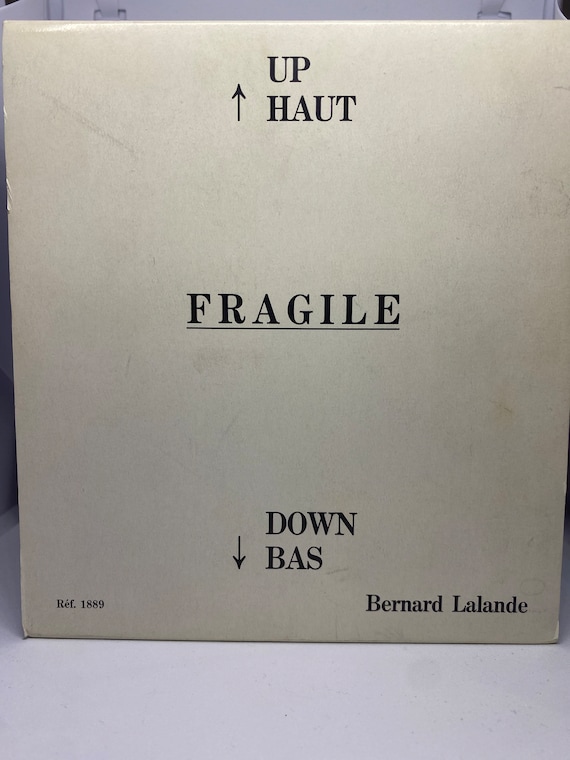 UP
↑ HAUT
FRAGILE
DOWN
↓ BAS
Réf. 1889
Bernard Lalande